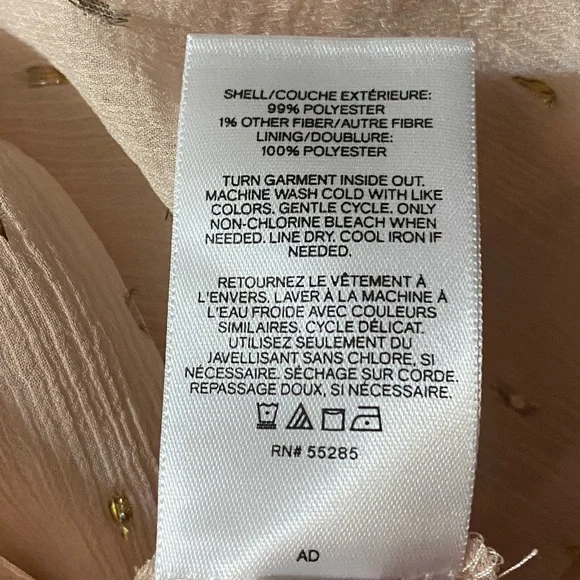 SHELL/COUCHE EXTÉRIEURE:
99% POLYESTER
1% OTHER FIBER/AUTRE FIBRE
LINING/DOUBLURE:
100% POLYESTER
TURN GARMENT INSIDE OUT.
MACHINE WASH COLD WITH LIKE
COLORS. GENTLE CYCLE. ONLY
NON-CHLORINE BLEACH WHEN
NEEDED. LINE DRY. COOL IRON IF
NEEDED.
RETOURNEZ LE VÊTEMENT À
L'ENVERS. LAVER À LA MACHINE À
L'EAU FROIDE AVEC COULEURS
SIMILAIRES. CYCLE DÉLICAT.
UTILISEZ SEULEMENT DU
JAVELLISANT SANS CHLORE, SI
NÉCESSAIRE. SÉCHAGE SUR CORDE.
REPASSAGE DOUX, SI NÉCESSAIRE.
RN# 55285
AD